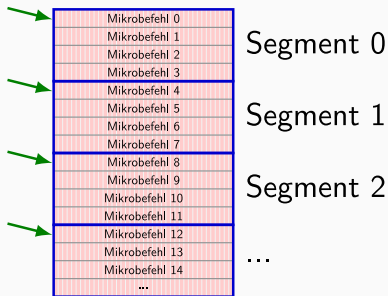 Mikrobefehl 0
Mikrobefehl 1
Mikrobefehl 2
Mikrobefehl 3
Segment 0
Mikrobefehl 4
Mikrobefehl 5
Mikrobefehl 6
Mikrobefehl 7
Segment 1
Mikrobefehl 8
Mikrobefehl 9
Mikrobefehl 10
Mikrobefehl 11
Segment 2
Mikrobefehl 12
Mikrobefehl 13
Mikrobefehl 14
...
...